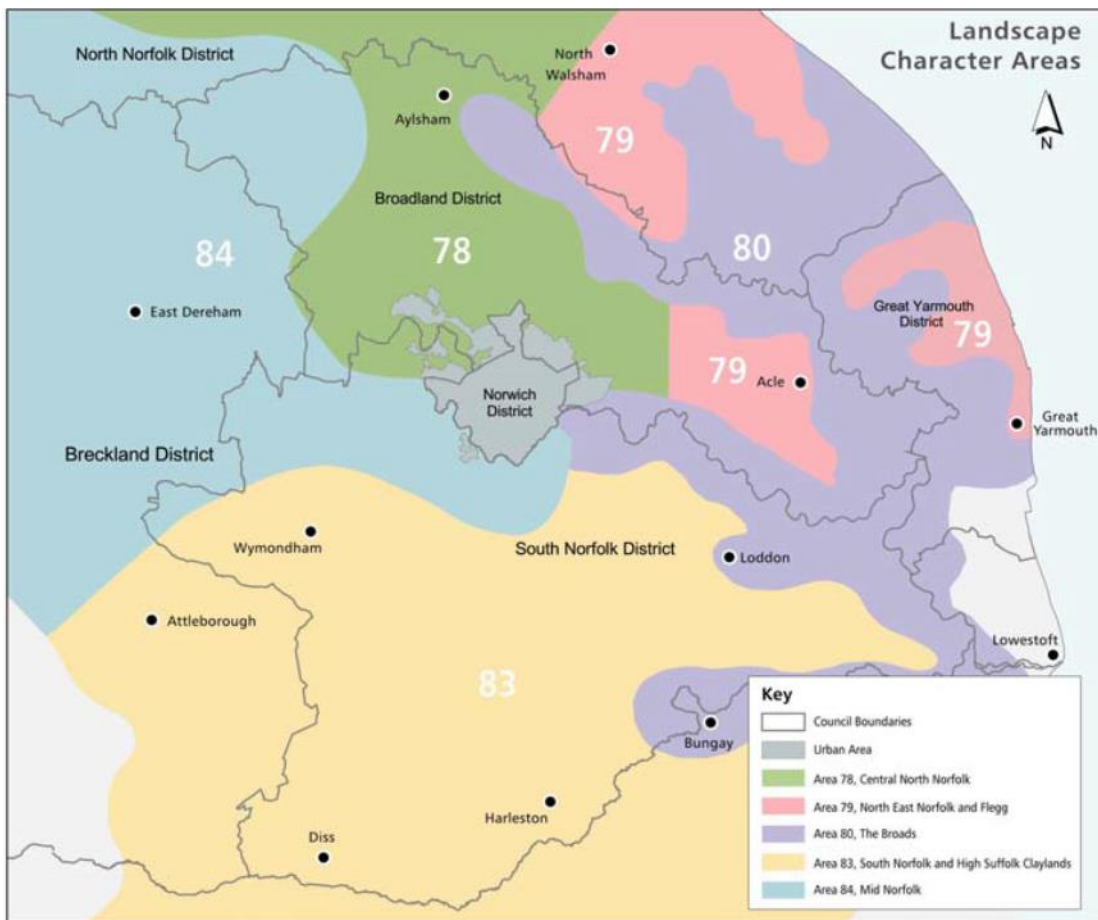 Landscape
Character Areas
N
North Norfolk District
North
Walsham
Aylsham
79
Broadland District
84
78
80
East Dereham
Great Yarmouth
District
79
79
Acle
Norwich
District
Great
Yarmouth
Breckland District
Wymondham
South Norfolk District
Loddon
Attleborough
Lowestoft
83
Bungay
Harleston
Diss
Key
Council Boundaries
Urban Area
Area 78, Central North Norfolk
Area 79, North East Norfolk and Flegg
Area 80, The Broads
Area 83, South Norfolk and High Suffolk Claylands
Area 84, Mid Norfolk